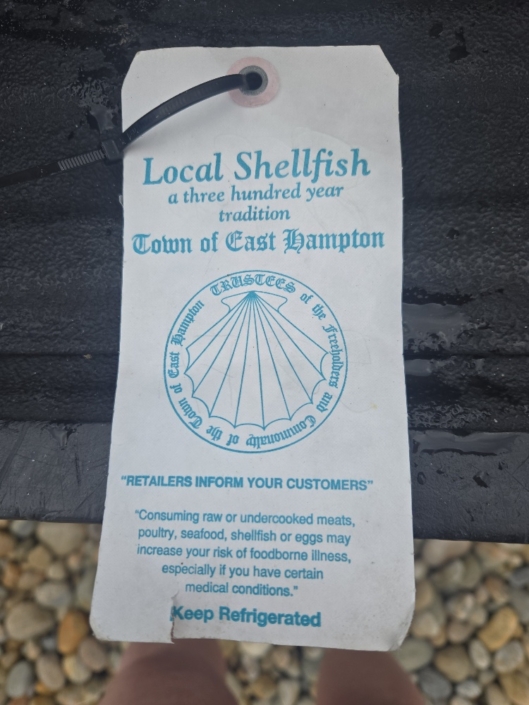 Local Shellfish
a three hundred year
tradition
Town of East Hampton
TRUSTEES of the Freeholders and Commonalty of the Town of East Hampton
"RETAILERS INFORM YOUR CUSTOMERS"
"Consuming raw or undercooked meats,
poultry, seafood, shellfish or eggs may
increase your risk of foodborne illness,
especially if you have certain
medical conditions."
Keep Refrigerated